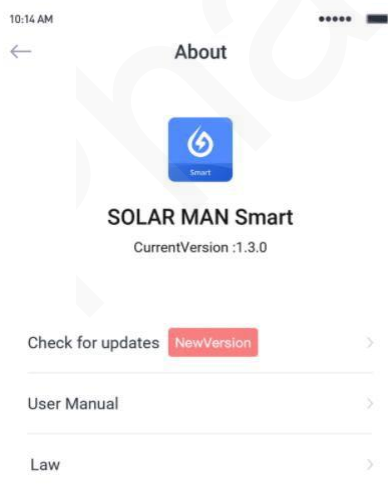 10:14 AM
About
Smart
SOLAR MAN Smart
CurrentVersion :1.3.0
Check for updates NewVersion
User Manual
Law